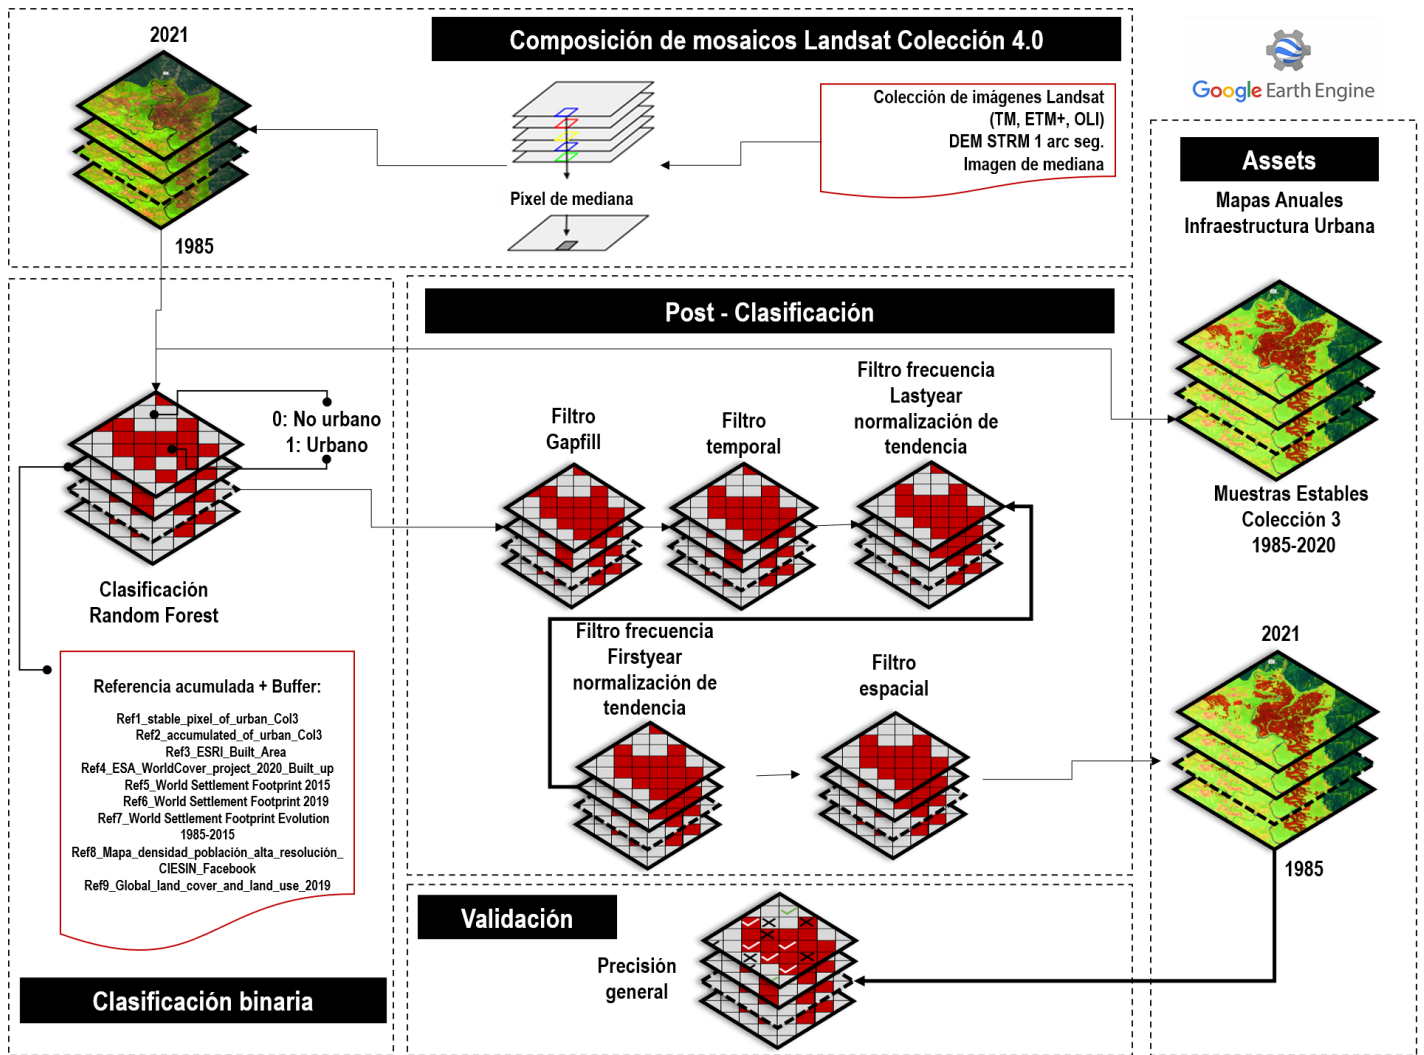 2021
Composición de mosaicos Landsat Colección 4.0
Google Earth Engine
Colección de imágenes Landsat
(TM, ETM+, OLI)
DEM STRM 1 arc seg.
Imagen de mediana
Píxel de mediana
1985
Assets
Mapas Anuales
Infraestructura Urbana
Muestras Estables
Colección 3
1985-2020
2021
1985
0: No urbano
1: Urbano
Clasificación
Random Forest
Referencia acumulada + Buffer:
Ref1_stable_pixel_of_urban_Col3
Ref2_accumulated_of_urban_Col3
Ref3_ESRI_Built_Area
Ref4_ESA_WorldCover_project_2020_Built_up
Ref5_World Settlement Footprint 2015
Ref6_World Settlement Footprint 2019
Ref7_World Settlement Footprint Evolution
1985-2015
Ref8_Mapa_densidad_población_alta_resolución_
CIESIN_Facebook
Ref9_Global_land_cover_and_land_use_2019
Clasificación binaria
Post - Clasificación
Filtro
Gapfill
Filtro
temporal
Filtro frecuencia
Lastyear
normalización de
tendencia
Filtro frecuencia
Firstyear
normalización de
tendencia
Filtro
espacial
Validación
Precisión
general